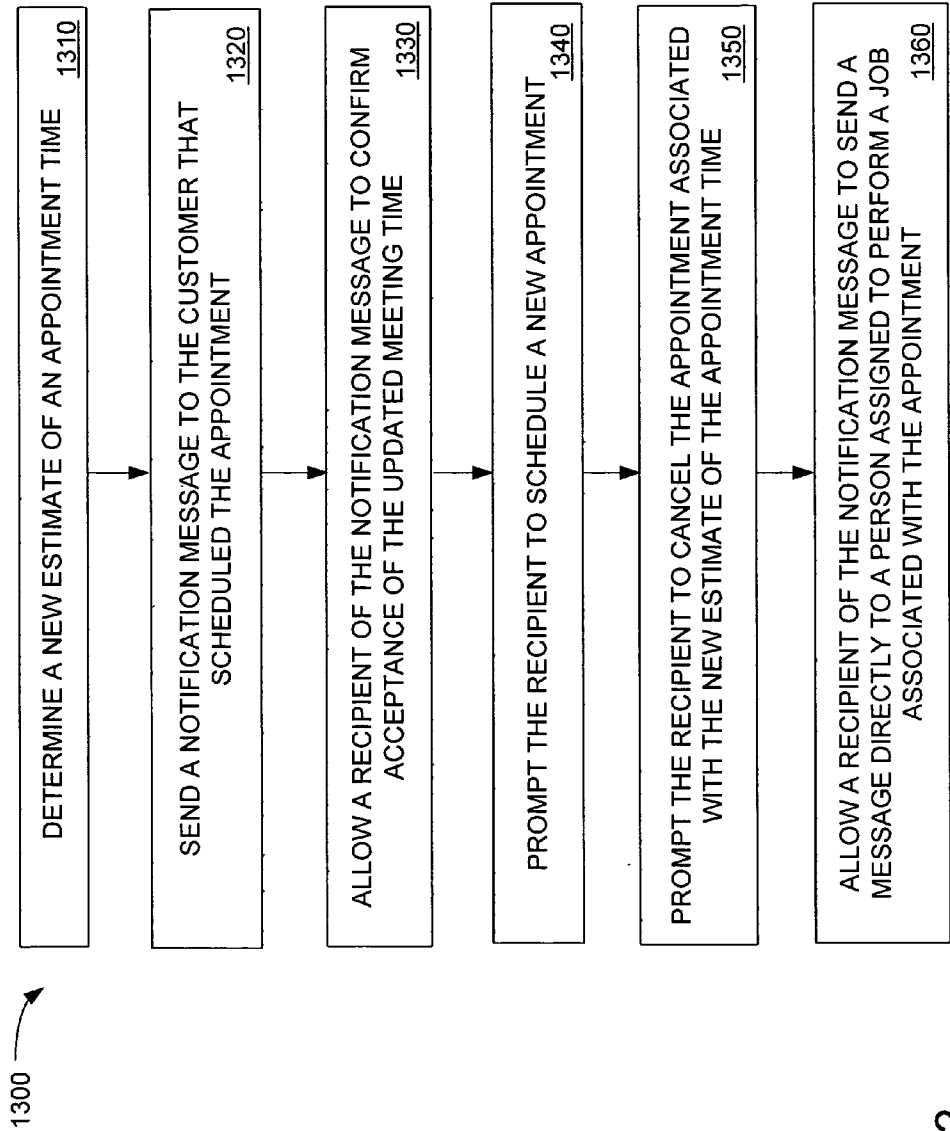 1300
DETERMINE A NEW ESTIMATE OF AN APPOINTMENT TIME
1310
SEND A NOTIFICATION MESSAGE TO THE CUSTOMER THAT
SCHEDULED THE APPOINTMENT
1320
ALLOW A RECIPIENT OF THE NOTIFICATION MESSAGE TO CONFIRM
ACCEPTANCE OF THE UPDATED MEETING TIME
1330
PROMPT THE RECIPIENT TO SCHEDULE A NEW APPOINTMENT
1340
PROMPT THE RECIPIENT TO CANCEL THE APPOINTMENT ASSOCIATED
WITH THE NEW ESTIMATE OF THE APPOINTMENT TIME
1350
ALLOW A RECIPIENT OF THE NOTIFICATION MESSAGE TO SEND A
MESSAGE DIRECTLY TO A PERSON ASSIGNED TO PERFORM A JOB
ASSOCIATED WITH THE APPOINTMENT
1360